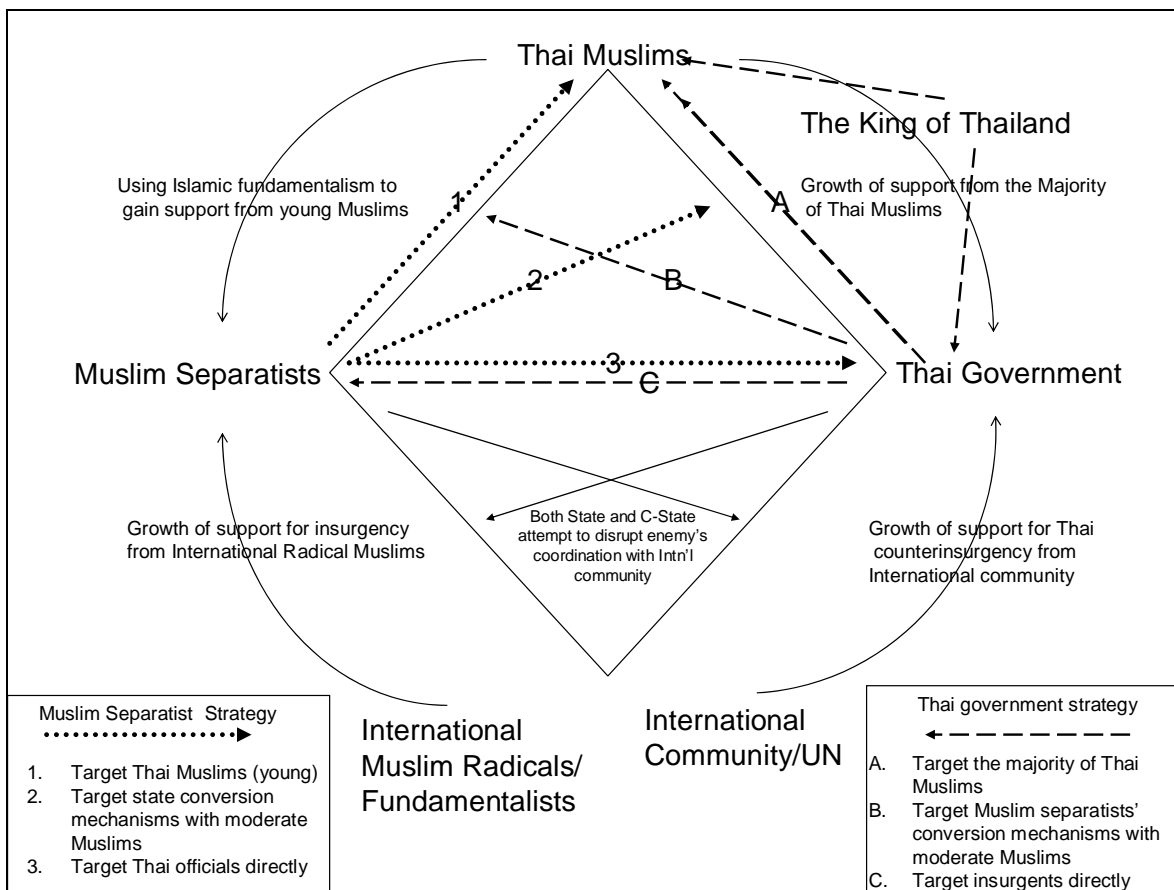 Thai Muslims
The King of Thailand
Using Islamic fundamentalism to
gain support from young Muslims
1
A
Growth of support from the Majority
of Thai Muslims
2
B
3
Muslim Separatists
C
Thai Government
Growth of support for insurgency
from International Radical Muslims
Both State and C-State
attempt to disrupt enemy's
coordination with Intn'l
community
Growth of support for Thai
counterinsurgency from
International community
Muslim Separatist Strategy
1. Target Thai Muslims (young)
2. Target state conversion
mechanisms with moderate
Muslims
3. Target Thai officials directly
International
Muslim Radicals/
Fundamentalists
International
Community/UN
Thai government strategy
A. Target the majority of Thai
Muslims
B. Target Muslim separatists'
conversion mechanisms with
moderate Muslims
C. Target insurgents directly